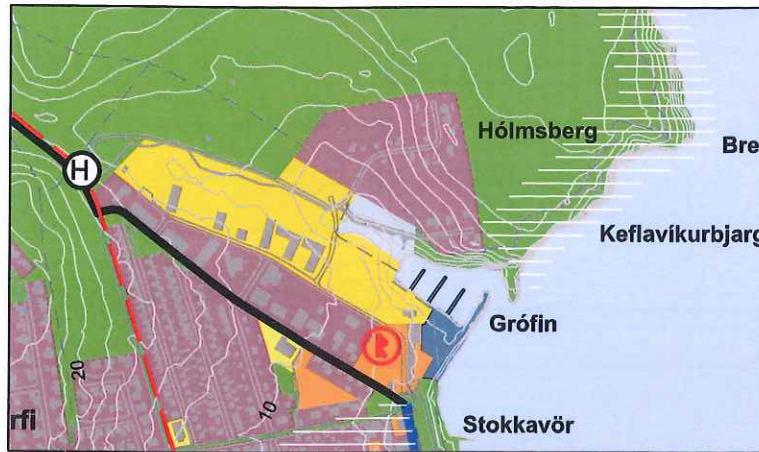 Hólmsberg
Bre
H
Keflavíkurbjarg
Grófin
R
20
10
rfi
Stokkavör